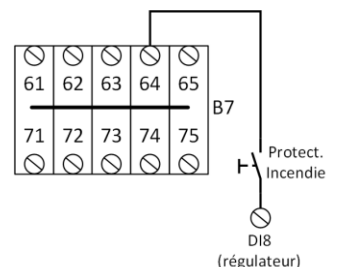 61 62 63 64 65
B7
71 72 73 74 75
Protect.
Incendie
DI8
(régulateur)